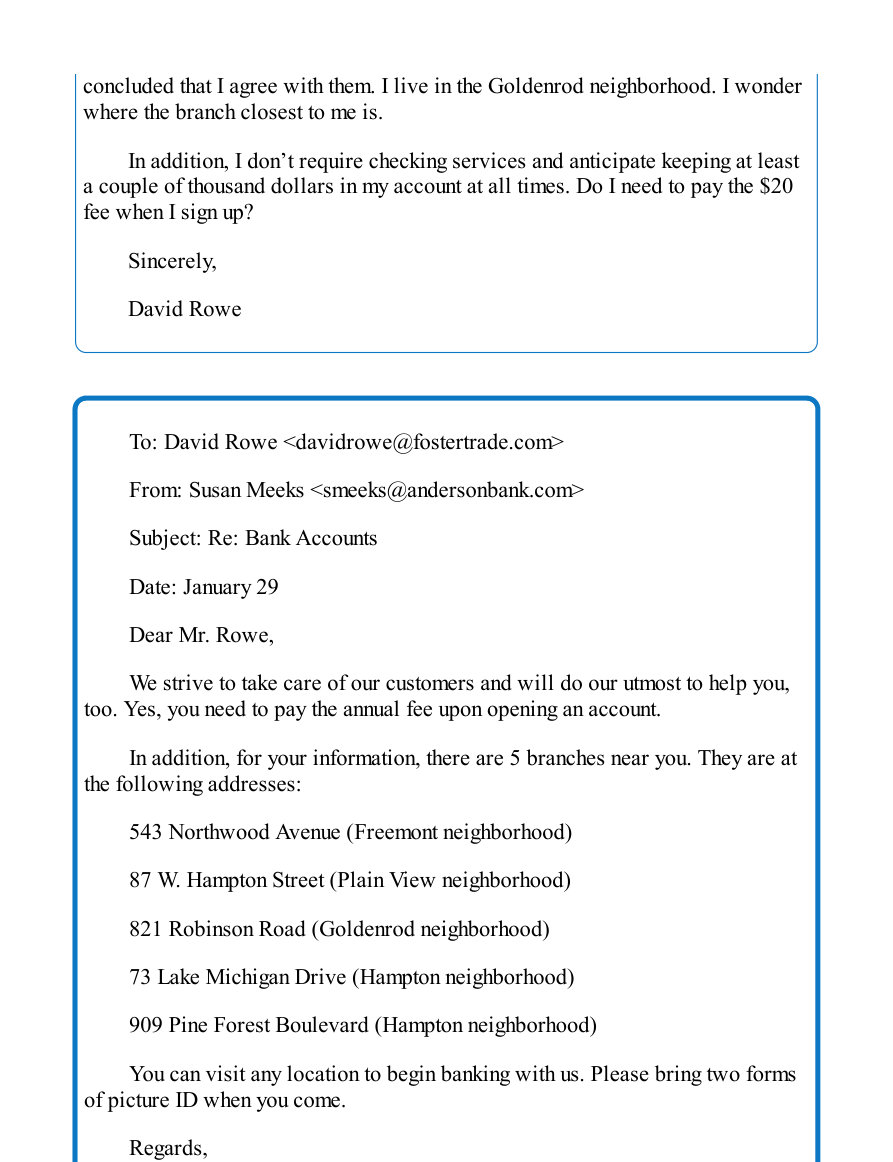 concluded that I agree with them. I live in the Goldenrod neighborhood. I wonder
where the branch closest to me is.
In addition, I don’t require checking services and anticipate keeping at least
a couple of thousand dollars in my account at all times. Do I need to pay the $20
fee when I sign up?
Sincerely,
David Rowe
To: David Rowe <davidrowe@fostertrade.com>
From: Susan Meeks <smeeks@andersonbank.com>
Subject: Re: Bank Accounts
Date: January 29
Dear Mr. Rowe,
We strive to take care of our customers and will do our utmost to help you,
too. Yes, you need to pay the annual fee upon opening an account.
In addition, for your information, there are 5 branches near you. They are at
the following addresses:
543 Northwood Avenue (Freemont neighborhood)
87 W. Hampton Street (Plain View neighborhood)
821 Robinson Road (Goldenrod neighborhood)
73 Lake Michigan Drive (Hampton neighborhood)
909 Pine Forest Boulevard (Hampton neighborhood)
You can visit any location to begin banking with us. Please bring two forms
of picture ID when you come.
Regards,